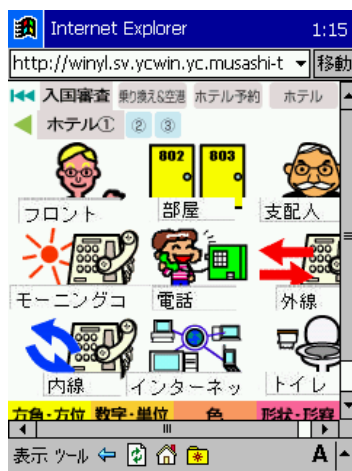 Internet Explorer 1:15
http://winyl.sv.ycwin.yc.musashi-t 移動
入国審査 乗り換え&空港 ホテル予約 ホテル
ホテル① ② ③
802 803
フロント 部屋 支配人
モーニングコ 電話 外線
内線 インターネッ トイレ
方角・方位 数字・単位 色 形状・形容
表示 ツール A